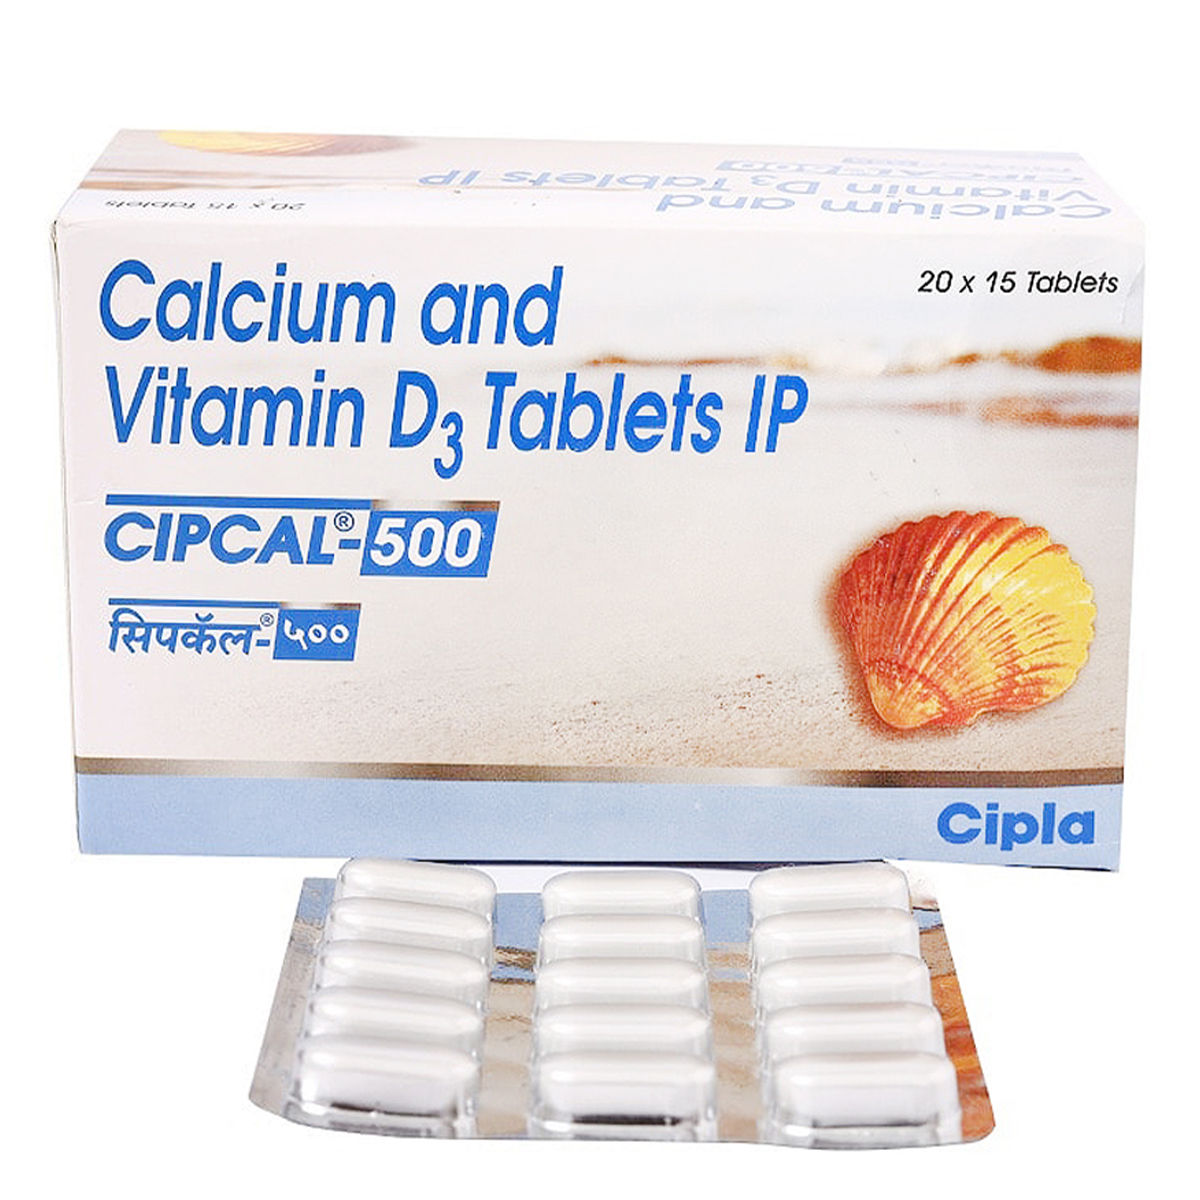 Calcium and
Vitamin D3 Tablets IP
20 x 15 Tablets
20 x 15 Tablets
Calcium and
Vitamin D3 Tablets IP
CIPCAL®-500
सिपकॅल®-५००
Cipla